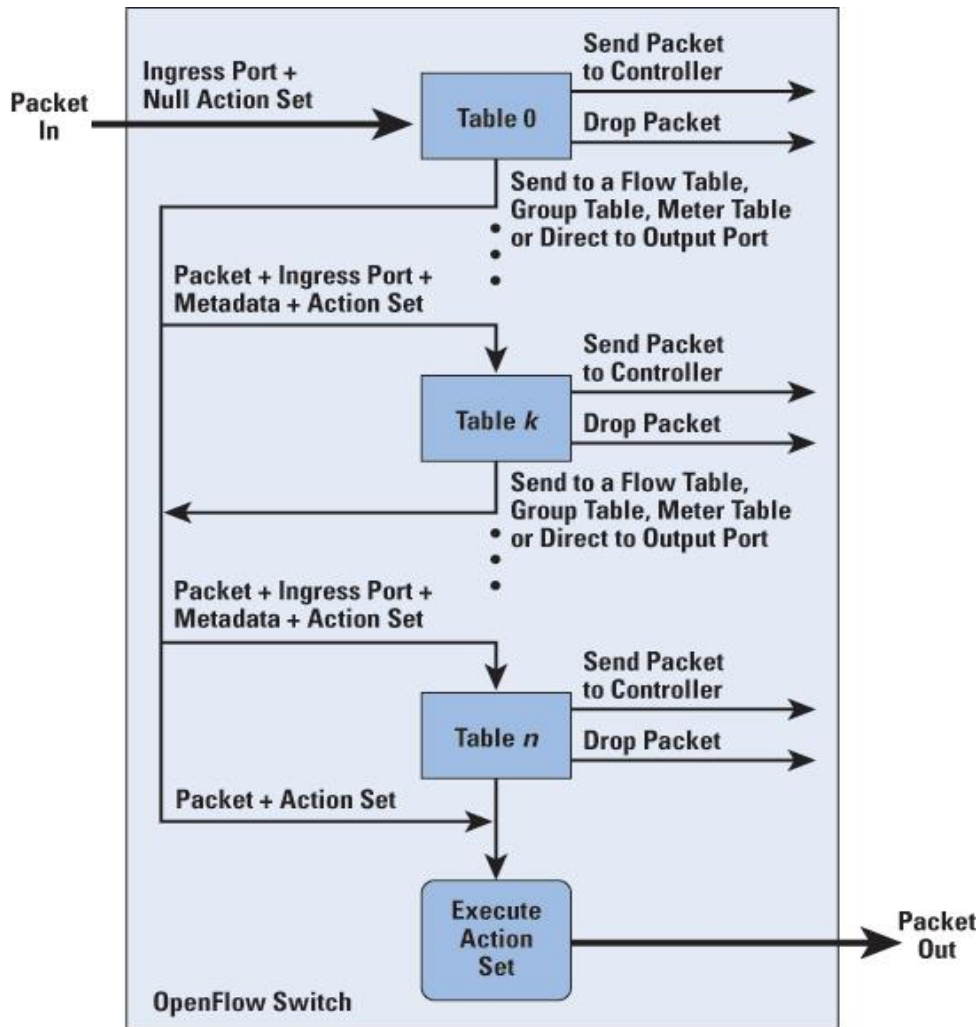 Packet
In
Ingress Port +
Null Action Set
Table 0
Send Packet
to Controller
Drop Packet
Send to a Flow Table,
Group Table, Meter Table
or Direct to Output Port
Packet + Ingress Port +
Metadata + Action Set
Table k
Send Packet
to Controller
Drop Packet
Send to a Flow Table,
Group Table, Meter Table
or Direct to Output Port
Packet + Ingress Port +
Metadata + Action Set
Table n
Send Packet
to Controller
Drop Packet
Packet + Action Set
Execute
Action
Set
Packet
Out
OpenFlow Switch